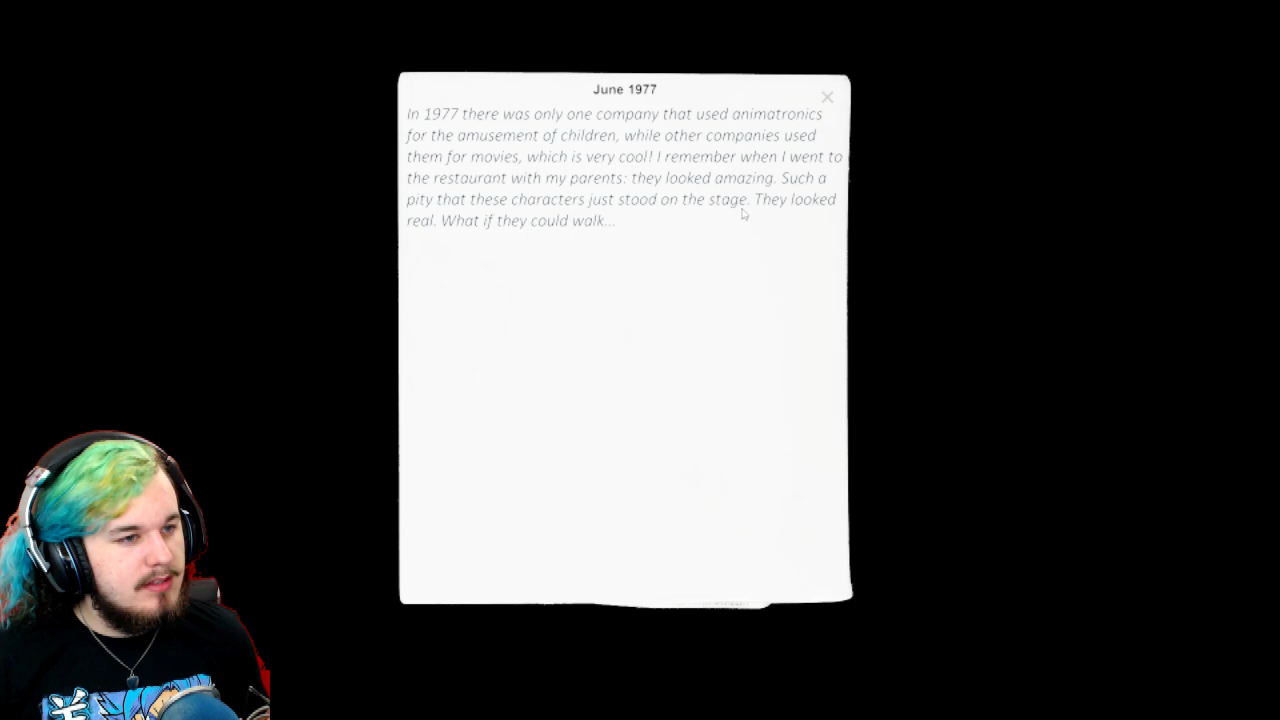 June 1977
In 1977 there was only one company that used animatronics
for the amusement of children, while other companies used
them for movies, which is very cool! I remember when I went to
the restaurant with my parents: they looked amazing. Such a
pity that these characters just stood on the stage. They looked
real. What if they could walk...